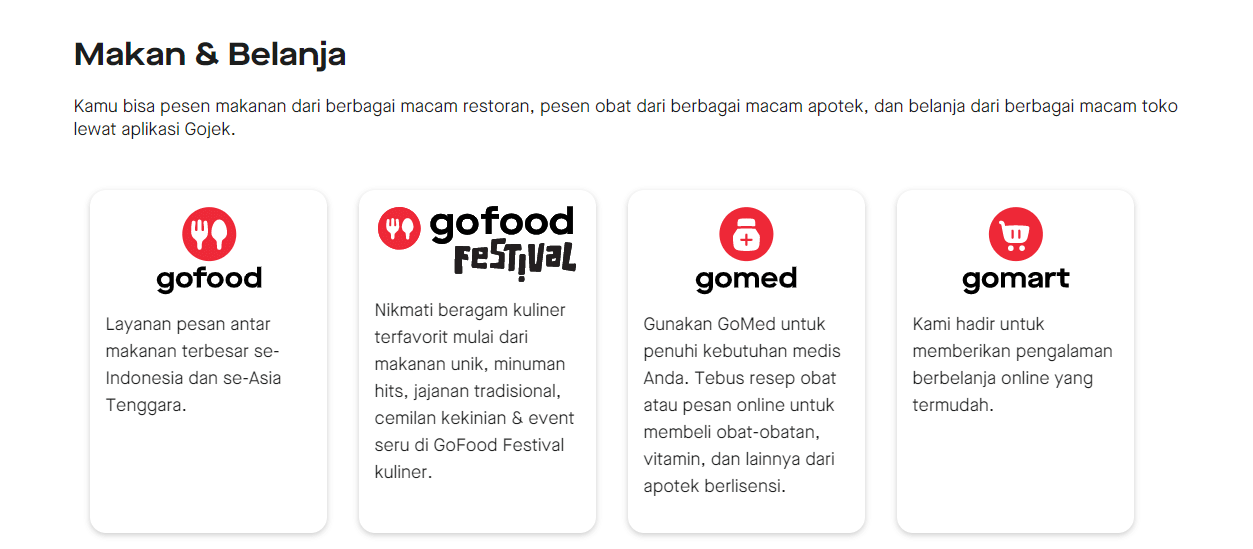 Makan & Belanja
Kamu bisa pesen makanan dari berbagai macam restoran, pesen obat dari berbagai macam apotek, dan belanja dari berbagai macam toko
lewat aplikasi Gojek.
gofood
Layanan pesan antar
makanan terbesar se-
Indonesia dan se-Asia
Tenggara.
gofood
FESTIVAL
Nikmati beragam kuliner
terfavorit mulai dari
makanan unik, minuman
hits, jajanan tradisional,
cemilan kekinian & event
seru di GoFood Festival
kuliner.
gomed
Gunakan GoMed untuk
penuhi kebutuhan medis
Anda. Tebus resep obat
atau pesan online untuk
membeli obat-obatan,
vitamin, dan lainnya dari
apotek berlisensi.
gomart
Kami hadir untuk
memberikan pengalaman
berbelanja online yang
termudah.